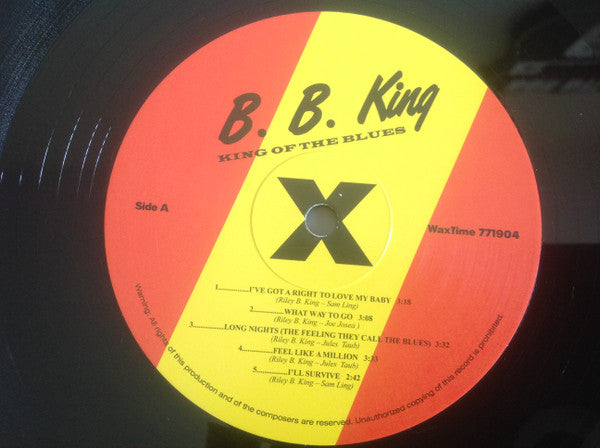 B. B. King
KING OF THE BLUES
X
Side A
WaxTime 771904
1..............I'VE GOT A RIGHT TO LOVE MY BABY 3:18
(Riley B. King – Sam Ling)
2..............WHAT WAY TO GO 3:08
(Riley B. King – Joe Josea )
3..............LONG NIGHTS (THE FEELING THEY CALL THE BLUES) 3:32
(Riley B. King – Jules Taub)
4..............FEEL LIKE A MILLION 3:33
(Riley B. King – Jules Taub)
5..............I'LL SURVIVE 2:42
(Riley B. King – Sam Ling)
Warning: All rights of this production and of the composers are reserved. Unauthorized copying of this record is prohibited.